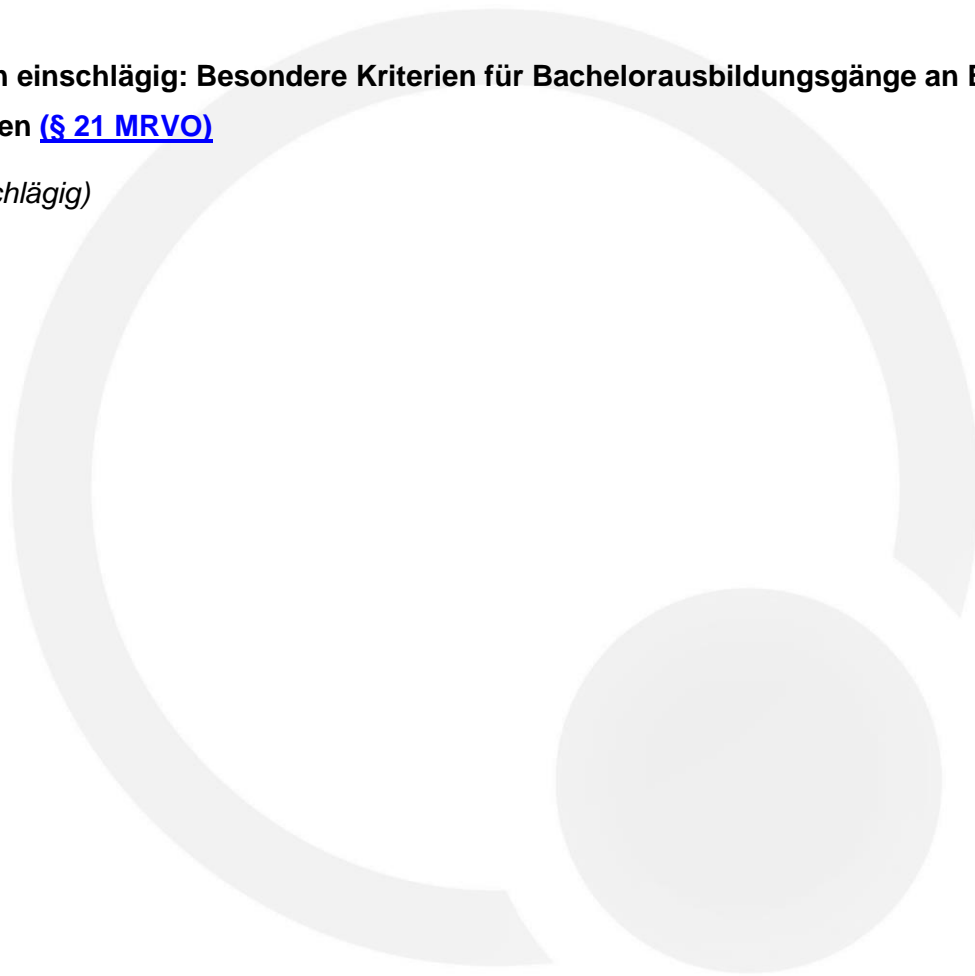 n einschlägig: Besondere Kriterien für Bachelorausbildungsgänge an
en (§ 21 MRVO)
chlägig)